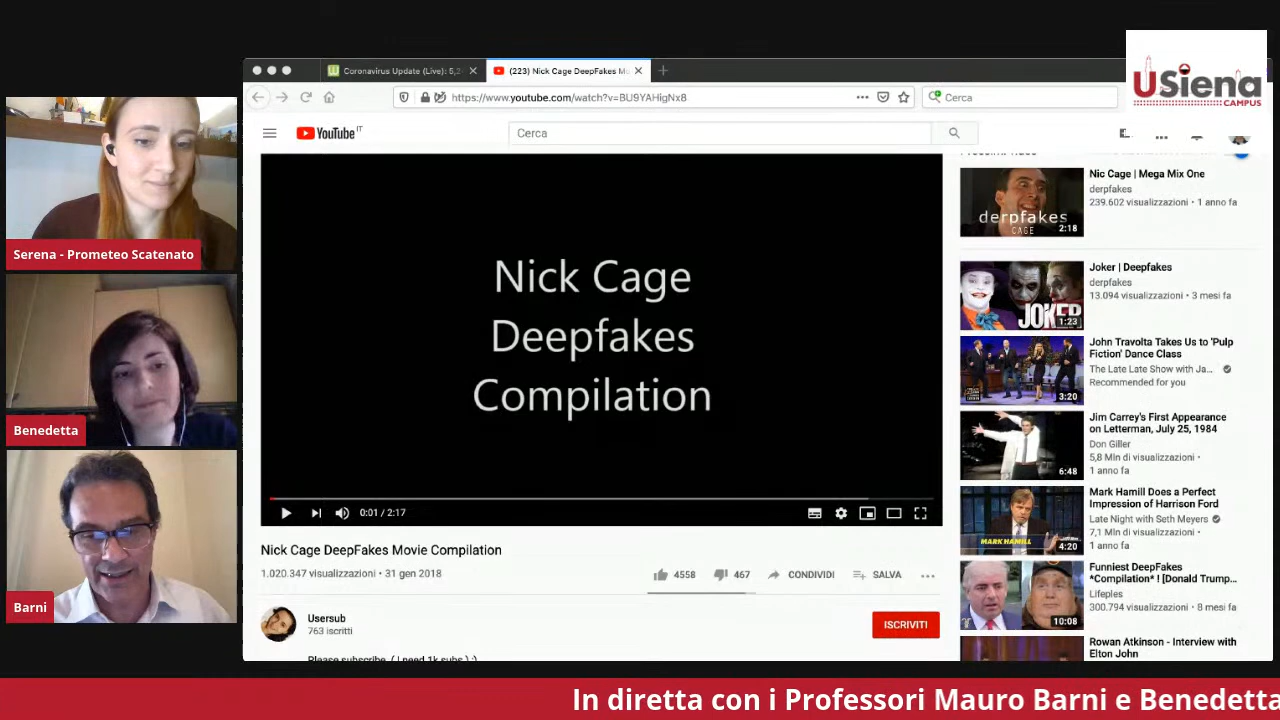 Coronavirus Update (Live): 5,2
(223) Nick Cage DeepFakes Mo
USiena
CAMPUS
https://www.youtube.com/watch?v=BU9YAHigNx8
Cerca
YouTube IT
Cerca
Serena - Prometeo Scatenato
Benedetta
Barni
Nick Cage
Deepfakes
Compilation
0:01 / 2:17
Nick Cage DeepFakes Movie Compilation
1.020.347 visualizzazioni • 31 gen 2018
4558
467
CONDIVIDI
SALVA
Usersub
763 iscritti
ISCRIVITI
Please subscribe. ( I need 1k subs ) :)
derpfakes
CAGE
2:18
Nic Cage | Mega Mix One
derpfakes
239.602 visualizzazioni • 1 anno fa
JOKER
1:23
Joker | Deepfakes
derpfakes
13.094 visualizzazioni • 3 mesi fa
3:20
John Travolta Takes Us to 'Pulp
Fiction' Dance Class
The Late Late Show with Ja...
Recommended for you
6:48
Jim Carrey's First Appearance
on Letterman, July 25, 1984
Don Giller
5,8 Mln di visualizzazioni •
1 anno fa
MARK HAMILL
4:20
Mark Hamill Does a Perfect
Impression of Harrison Ford
Late Night with Seth Meyers
7,1 Mln di visualizzazioni •
1 anno fa
10:08
Funniest DeepFakes
*Compilation* ! [Donald Trump...
Lifeples
300.794 visualizzazioni • 8 mesi fa
Rowan Atkinson - Interview with
Elton John
In diretta con i Professori Mauro Barni e Benedetta